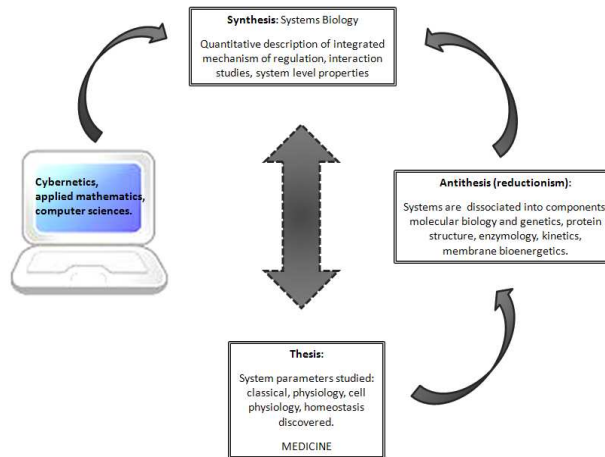 Synthesis: Systems Biology
Quantitative description of integrated
mechanism of regulation, interaction
studies, system level properties
Cybernetics,
applied mathematics,
computer sciences.
Antithesis (reductionism):
Systems are dissociated into components:
molecular biology and genetics, protein
structure, enzymology, kinetics,
membrane bioenergetics.
Thesis:
System parameters studied:
classical, physiology, cell
physiology, homeostasis
discovered.
MEDICINE